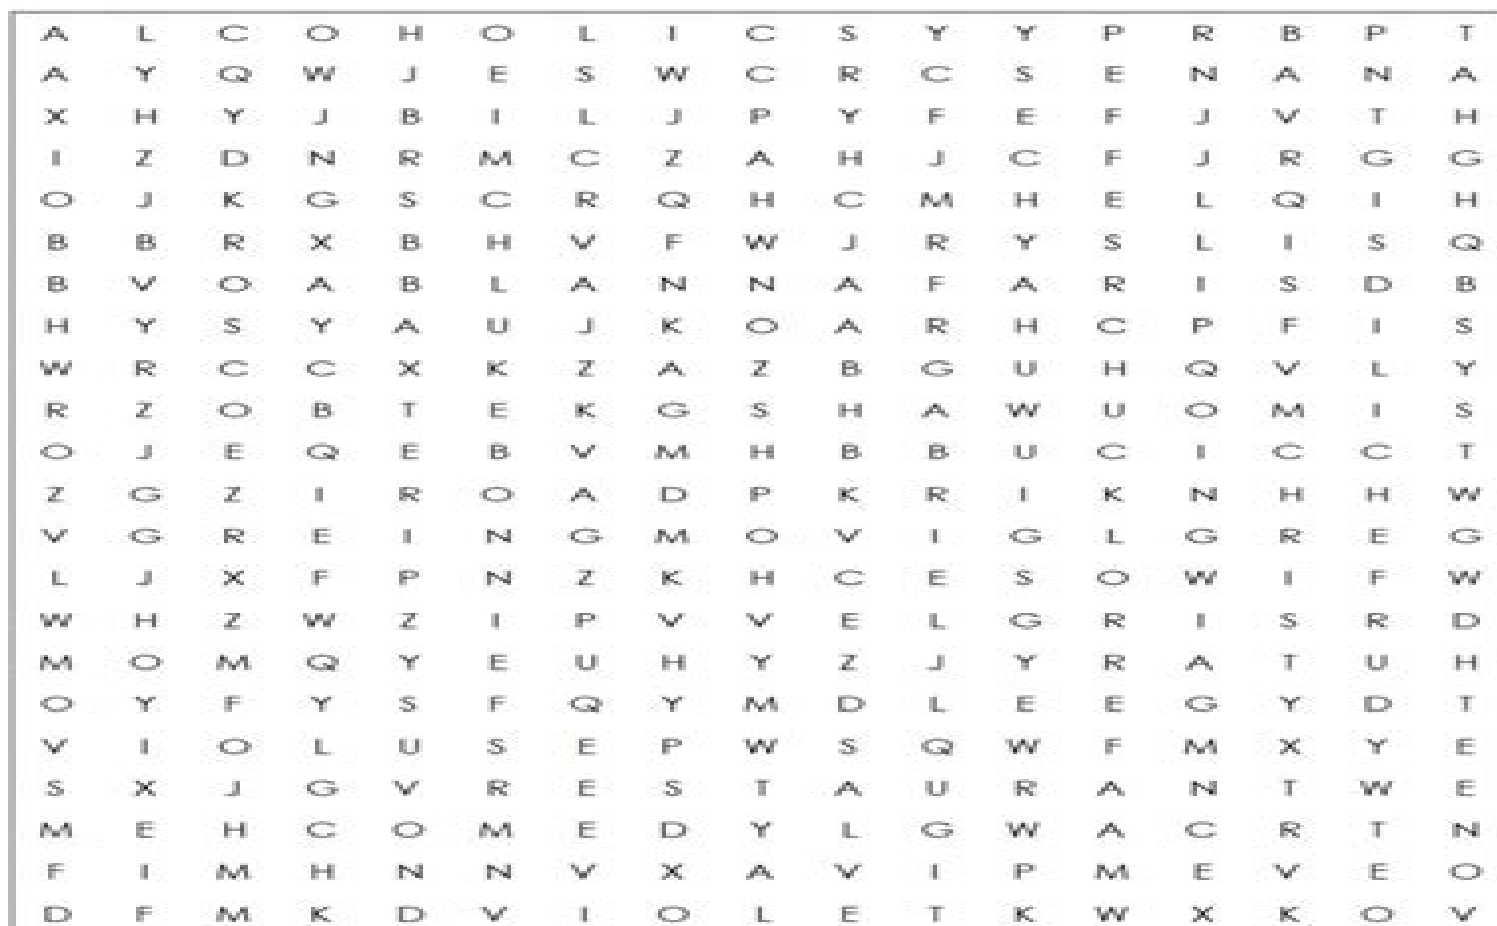 A L C O H O L I C S Y Y P R B P T
A Y Q W J E S W C R C S E N A N A
X H Y J B I L J P Y F E F J V T H
I Z D N R M C Z A H J C F J R G G
O J K G S C R Q H C M H E L Q I H
B B R X B H V F W J R Y S L I S Q
B V O A B L A N N A F A R I S D B
H Y S Y A U J K O A R H C P F I S
W R C C X K Z A Z B G U H Q V L Y
R Z O B T E K G S H A W U O M I S
O J E Q E B V M H B B U C I C C T
Z G Z I R O A D P K R I K N H H W
V G R E I N G M O V I G L G R E G
L J X F P N Z K H C E S O W I F W
W H Z W Z I P V V E L G R I S R D
M O M Q Y E U H Y Z J Y R A T U H
O Y F Y S F Q Y M D L E E G Y D T
V I O L U S E P W S Q W F M X Y E
S X J G V R E S T A U R A N T W E
M E H C O M E D Y L G W A C R T N
F I M H N N V X A V I P M E V E O
D F M K D V I O L E T K W X K O V